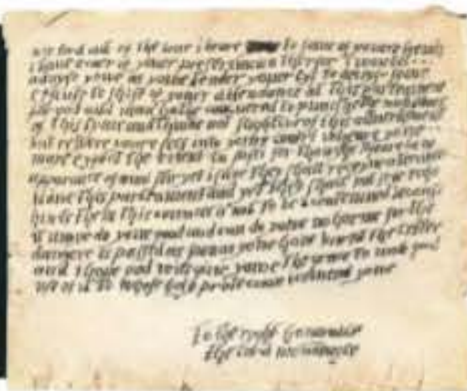 my lord out of the love i beare to some of youere frends
i have a caer of youer preservacion therfor i would
advyse yowe as yowe tender youer lyf to devys some
exscuse to shift of youer attendance at this parleament
for god and man hathe concurred to punishe the wickednes
of this tyme and thinke not slightlye of this advertisment
but retyere youre self into youre contri wheare yowe
maye expect the event in safti for thowghe theare be no
apparance of anni stir yet i saye they shall receyve a terrible
blowe this parleament and yet they shall not seie who
hurts them this cowncel is not to be contemned because
it maye do yowe good and can do yowe no harme for the
dangere is passed as soon as yowe have burnt the letter
and i hope god will give yowe the grace to mak good
use of it to whose holy proteccion i comend yowe
To the right honorable
the lord mowteagle